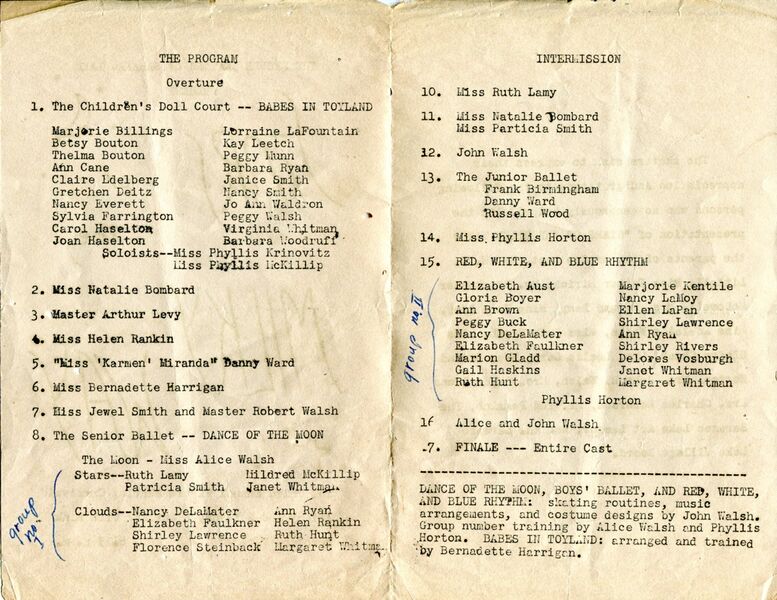 THE PROGRAM
Overture
1. The Children's Doll Court -- BABES IN TOYLAND
Marjorie Billings Lorraine LaFountain
Betsy Bouton Kay Leetch
Thelma Bouton Peggy Munn
Ann Cane Barbara Ryan
Claire Edelberg Janice Smith
Gretchen Deitz Nancy Smith
Nancy Everett Jo Ann Waldron
Sylvia Farrington Peggy Walsh
Carol Haselton Virginia Whitman
Joan Haselton Barbara Woodruff
Soloists--Miss Phyllis Krinovitz
Miss Phyllis McKillip
2. Miss Natalie Bombard
3. Master Arthur Levy
4. Miss Helen Rankin
5. "Miss 'Karmen' Miranda" Danny Ward
6. Miss Bernadette Harrigan
7. Miss Jewel Smith and Master Robert Walsh
8. The Senior Ballet -- DANCE OF THE MOON
The Moon - Miss Alice Walsh
Stars--Ruth Lamy Mildred McKillip
Patricia Smith Janet Whitman
Clouds--Nancy DeLaMater Ann Ryan
Elizabeth Faulkner Helen Rankin
Shirley Lawrence Ruth Hunt
Florence Steinback Margaret Whitman
group no. I
INTERMISSION
10. Miss Ruth Lamy
11. Miss Natalie Bombard
Miss Particia Smith
12. John Walsh
13. The Junior Ballet
Frank Birmingham
Danny Ward
Russell Wood
14. Miss Phyllis Horton
15. RED, WHITE, AND BLUE RHYTHM
Elizabeth Aust Marjorie Kentile
Gloria Boyer Nancy LaMoy
Ann Brown Ellen LaPan
Peggy Buck Shirley Lawrence
Nancy DeLaMater Ann Ryan
Elizabeth Faulkner Shirley Rivers
Marion Gladd Delores Vosburgh
Gail Haskins Janet Whitman
Ruth Hunt Margaret Whitman
Phyllis Horton
group no. II
16 Alice and John Walsh
17. FINALE --- Entire Cast
DANCE OF THE MOON, BOYS' BALLET, AND RED, WHITE,
AND BLUE RHYTHM: skating routines, music
arrangements, and costume designs by John Walsh.
Group number training by Alice Walsh and Phyllis
Horton. BABES IN TOYLAND: arranged and trained
by Bernadette Harrigan.